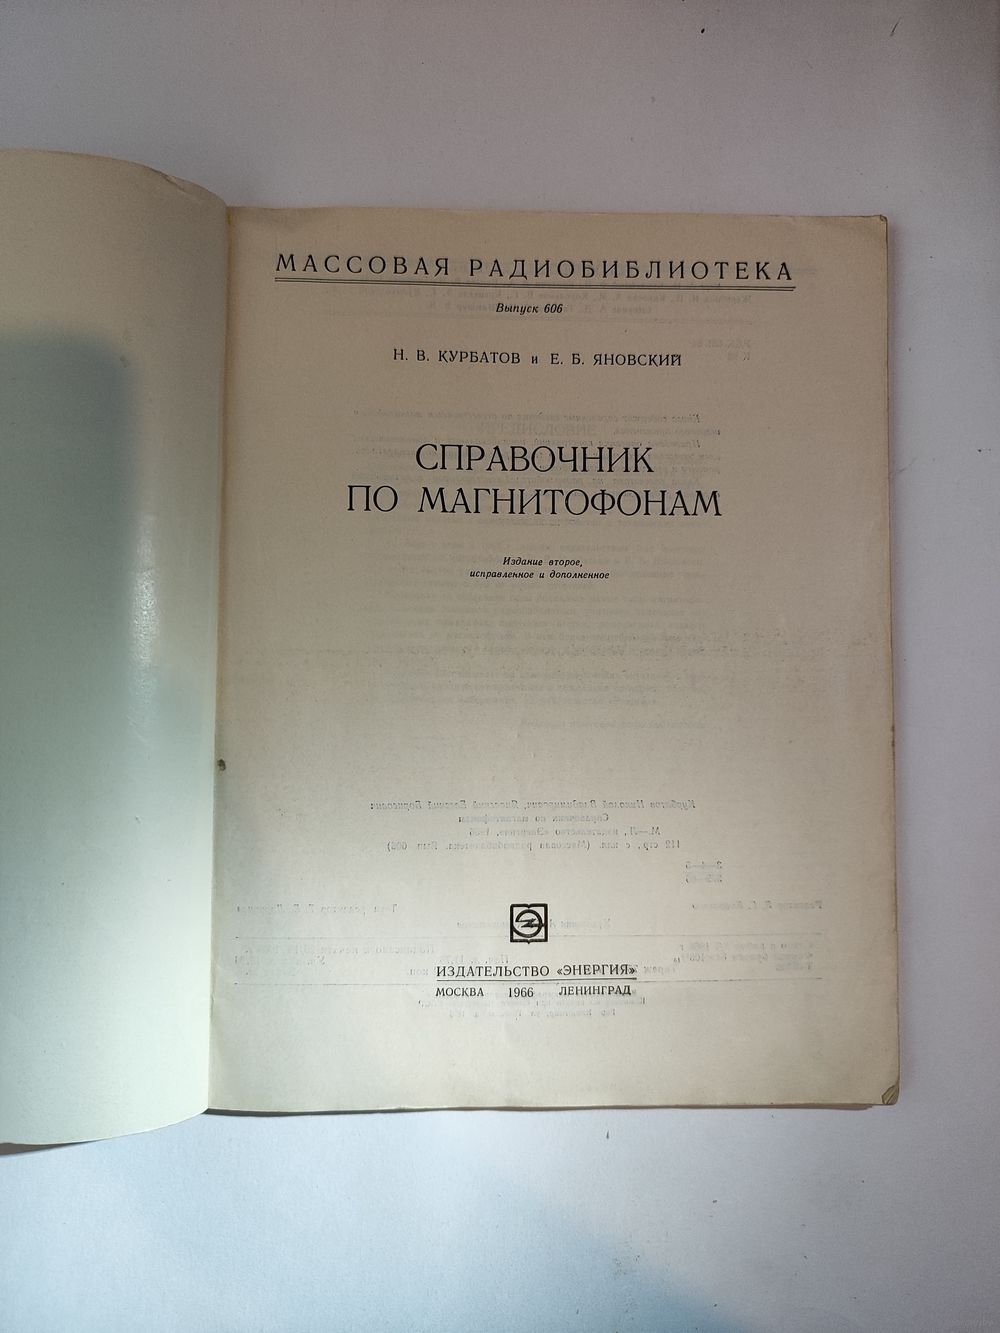 МАССОВАЯ РАДИОБИБЛИОТЕКА
Выпуск 606
Н. В. КУРБАТОВ и Е. Б. ЯНОВСКИЙ
СПРАВОЧНИК
ПО МАГНИТОФОНАМ
Издание второе,
исправленное и дополненное
ИЗДАТЕЛЬСТВО «ЭНЕРГИЯ»
МОСКВА 1966 ЛЕНИНГРАД